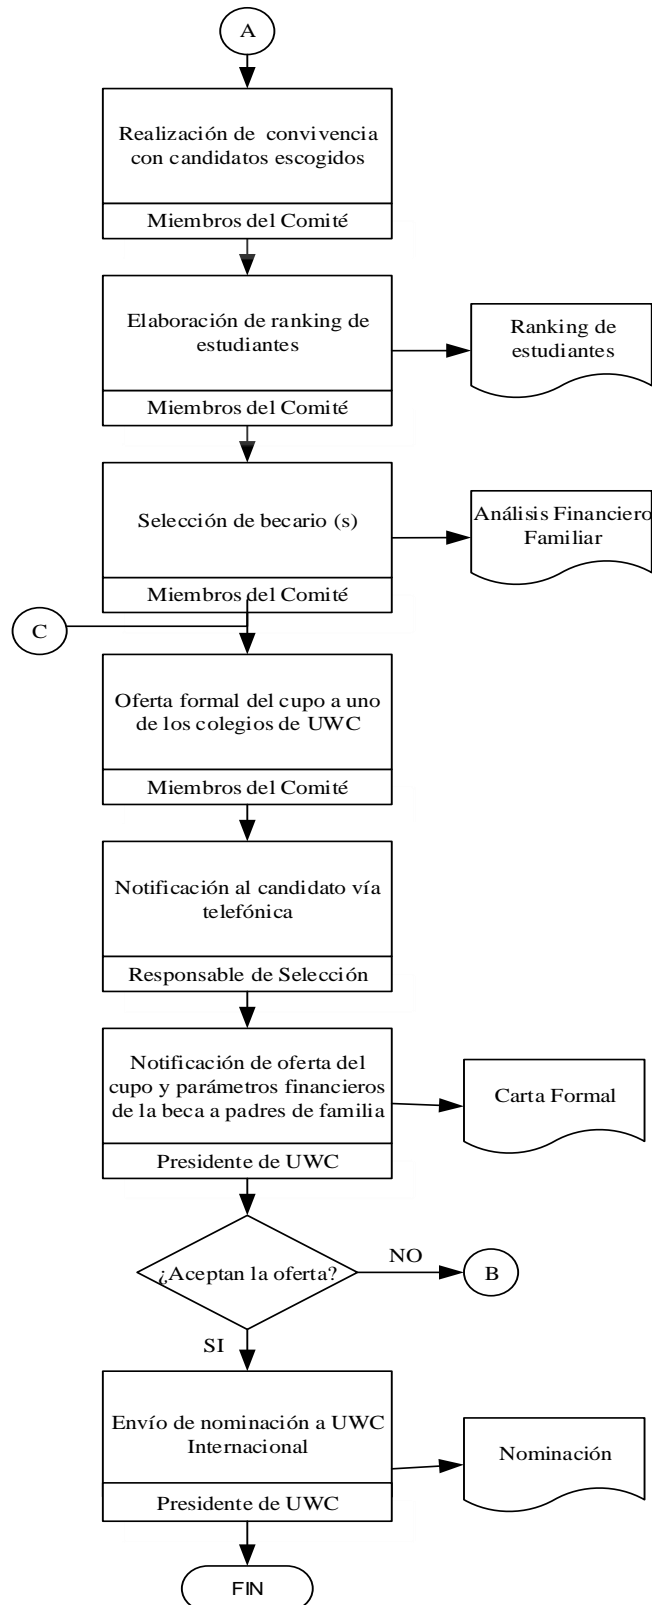 A
Realización de convivencia
con candidatos escogidos
Miembros del Comité
Elaboración de ranking de
estudiantes
Miembros del Comité
Ranking de
estudiantes
Selección de becario (s)
Miembros del Comité
Análisis Financiero
Familiar
C
Oferta formal del cupo a uno
de los colegios de UWC
Miembros del Comité
Notificación al candidato vía
telefónica
Responsable de Selección
Notificación de oferta del
cupo y parámetros financieros
de la beca a padres de familia
Presidente de UWC
Carta Formal
¿Aceptan la oferta?
NO
B
SI
Envío de nominación a UWC
Internacional
Presidente de UWC
Nominación
FIN